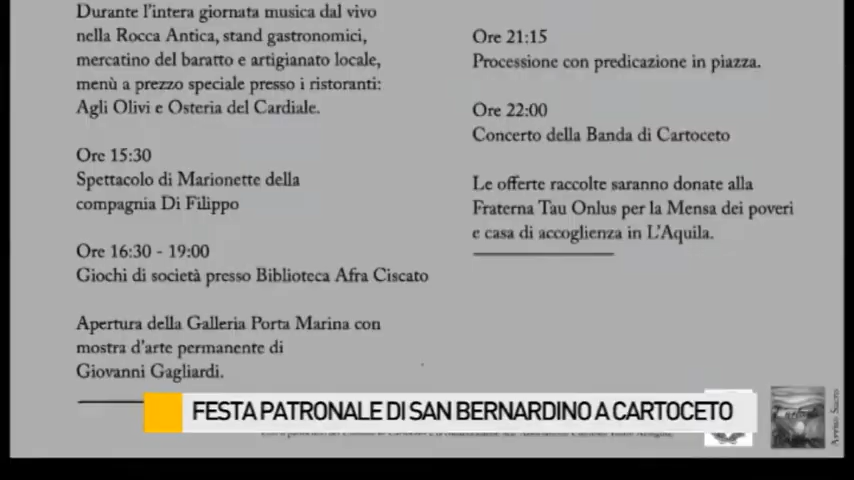 Durante l'intera giornata musica dal vivo
nella Rocca Antica, stand gastronomici,
mercatino del baratto e artigianato locale,
menù a prezzo speciale presso i ristoranti:
Agli Olivi e Osteria del Cardiale.
Ore 15:30
Spettacolo di Marionette della
compagnia Di Filippo
Ore 16:30 - 19:00
Giochi di società presso Biblioteca Afra Ciscato
Apertura della Galleria Porta Marina con
mostra d'arte permanente di
Giovanni Gagliardi.
Ore 21:15
Processione con predicazione in piazza.
Ore 22:00
Concerto della Banda di Cartoceto
Le offerte raccolte saranno donate alla
Fraterna Tau Onlus per la Mensa dei poveri
e casa di accoglienza in L'Aquila.
FESTA PATRONALE DI SAN BERNARDINO A CARTOCETO